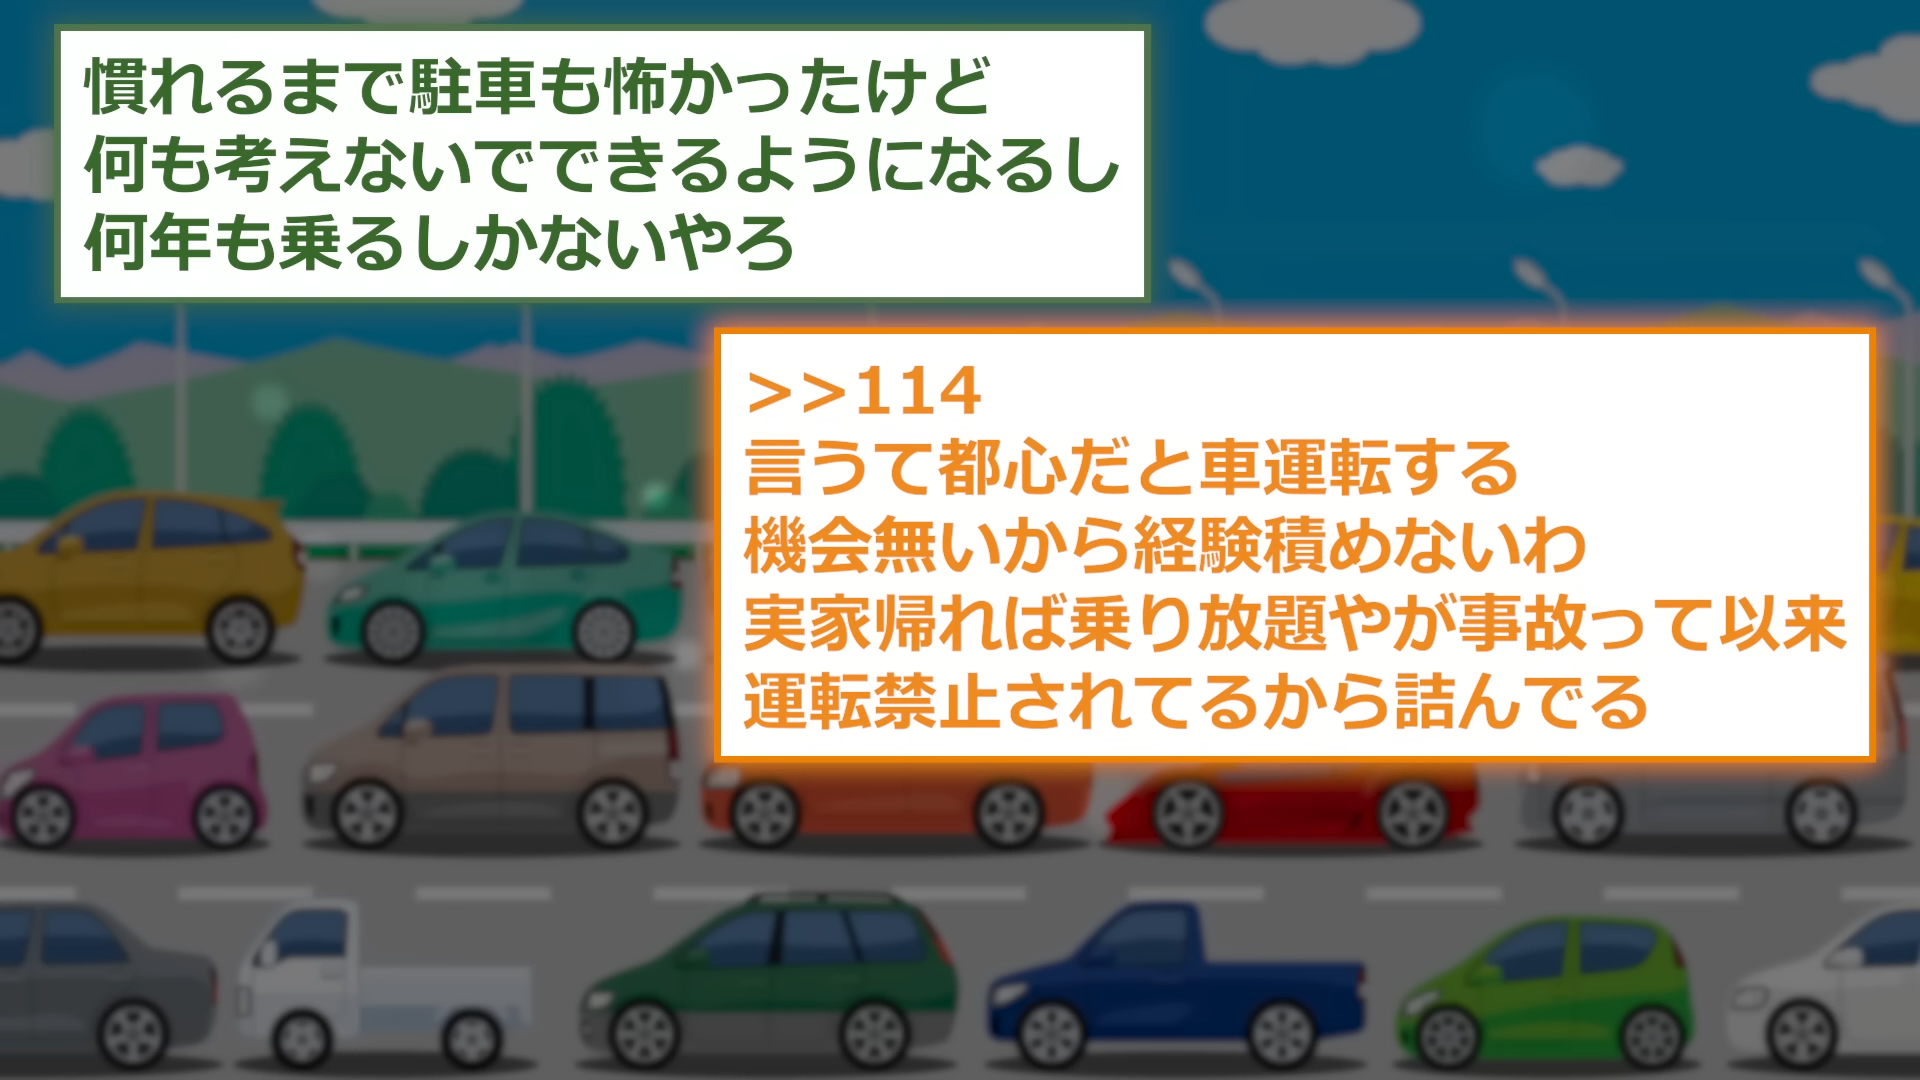 慣れるまで駐車も怖かったけど
何も考えないでできるようになるし
何年も乗るしかないやろ
>>114
言うて都心だと車運転する
機会無いから経験積めないわ
実家帰れば乗り放題やが事故って以来
運転禁止されてるから詰んでる